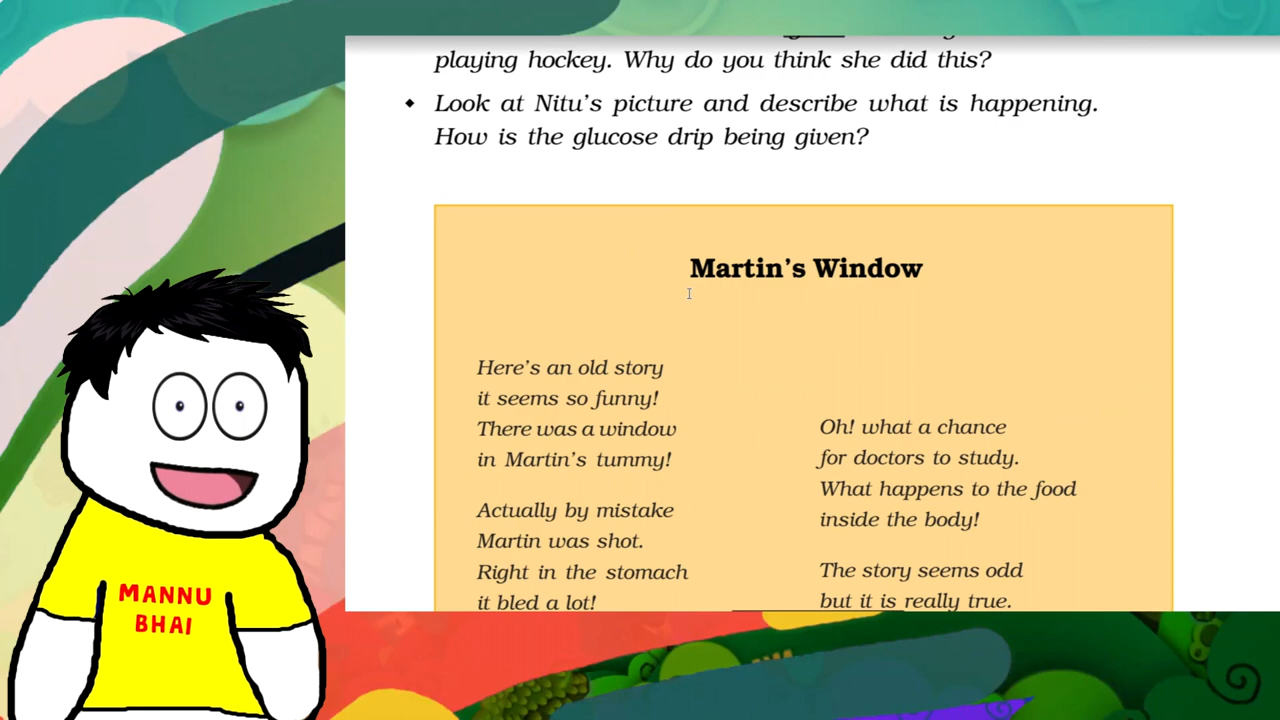 playing hockey. Why do you think she did this?
◆ Look at Nitu's picture and describe what is happening.
How is the glucose drip being given?
Martin's Window
Here's an old story
it seems so funny!
There was a window
in Martin's tummy!
Actually by mistake
Martin was shot.
Right in the stomach
it bled a lot!
Oh! what a chance
for doctors to study.
What happens to the food
inside the body!
The story seems odd
but it is really true.
MANNU
BHAI